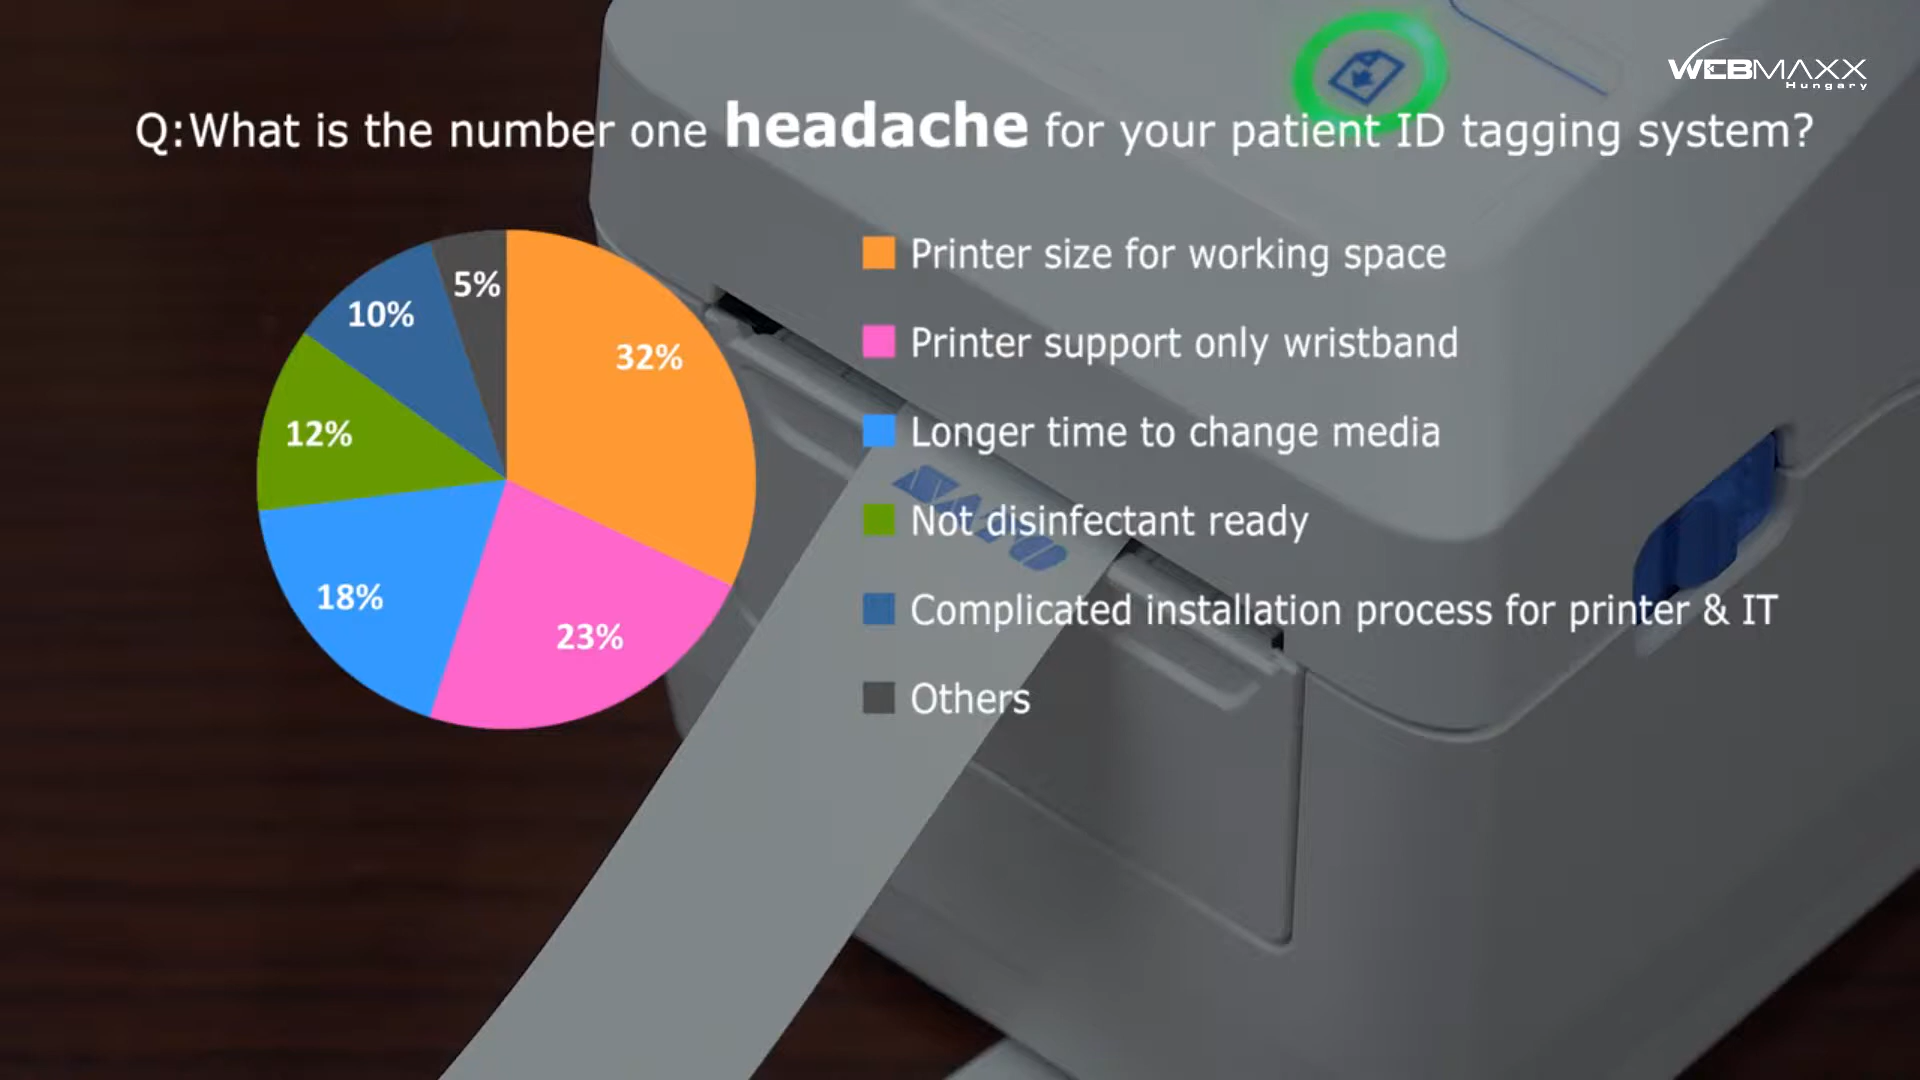 WEBMAXX
Hungary
Q:What is the number one headache for your patient ID tagging system?
5%
10%
32%
12%
18%
23%
Printer size for working space
Printer support only wristband
Longer time to change media
Not disinfectant ready
Complicated installation process for printer & IT
Others
SATO